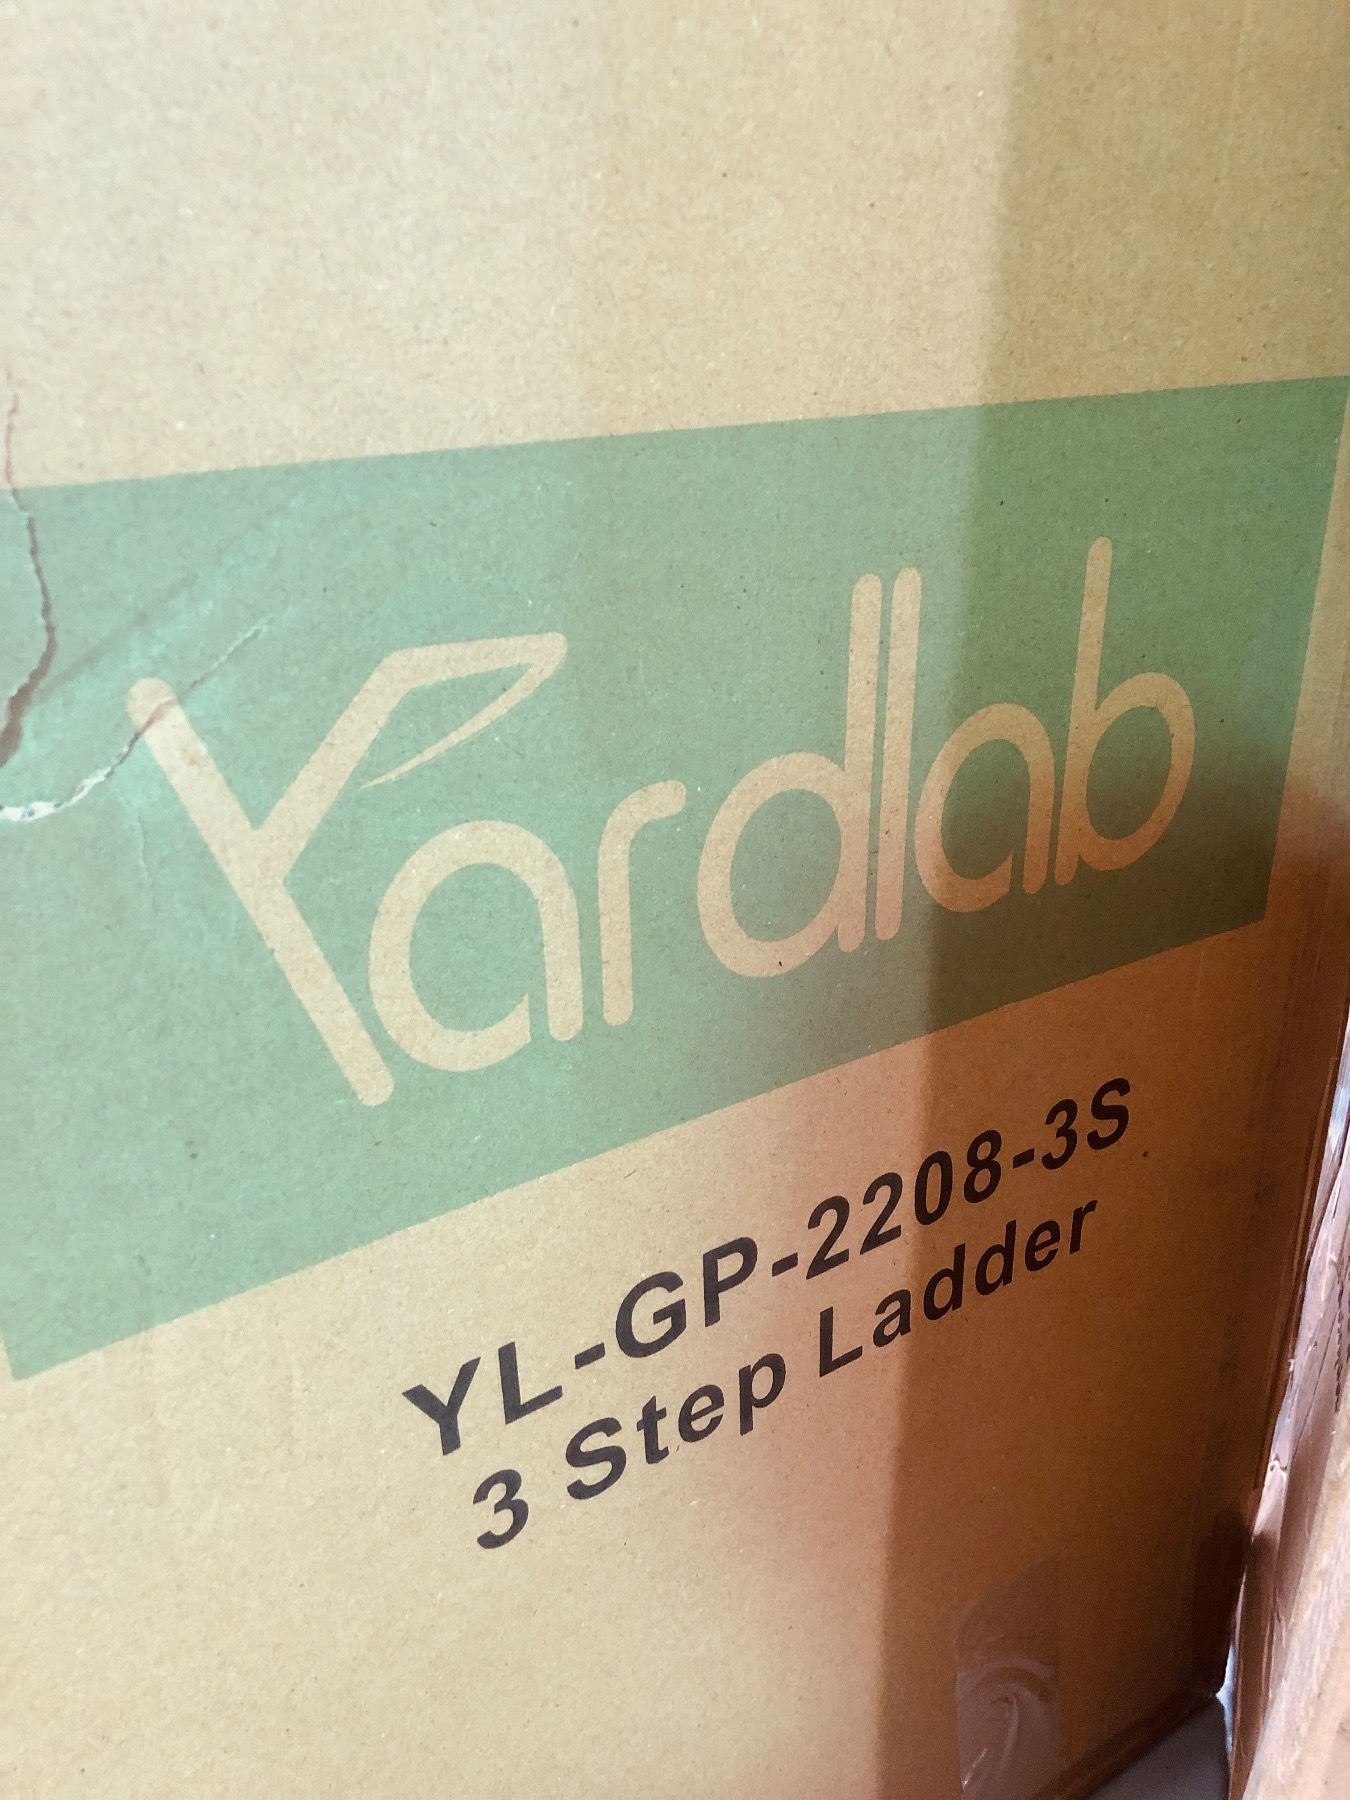 Yardlab
YL-GP-2208-3S
3 Step Ladder